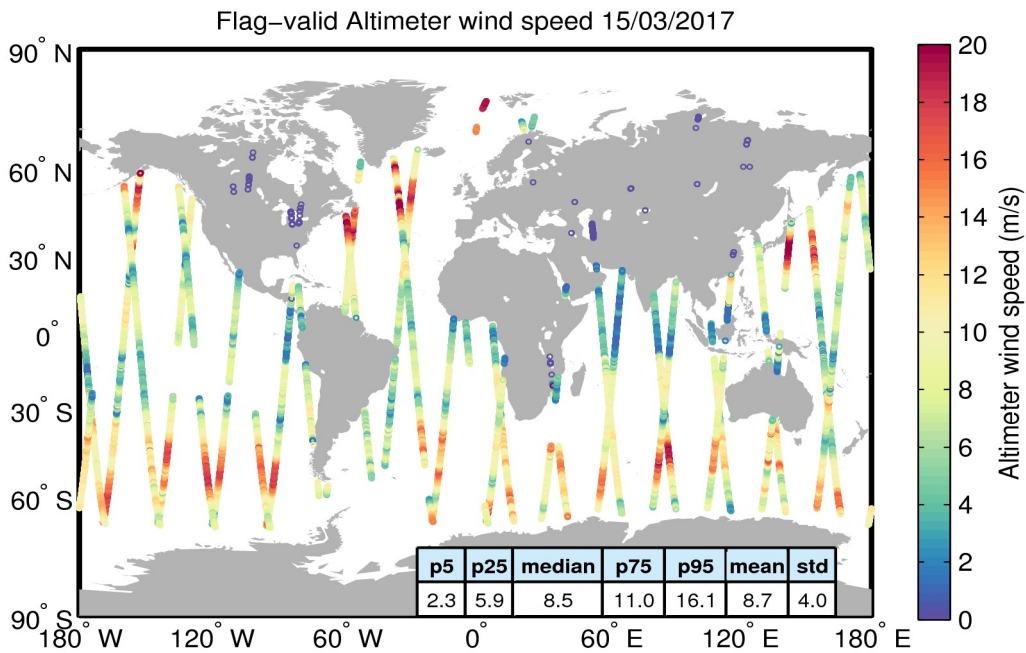 Flag−valid Altimeter wind speed 15/03/2017
90° N
60° N
30° N
0°
30° S
60° S
90° S
180° W
120° W
60° W
0°
60° E
120° E
180° E
p5 p25 median p75 p95 mean std
2.3 5.9 8.5 11.0 16.1 8.7 4.0
20
18
16
14
12
10
8
6
4
2
0
Altimeter wind speed (m/s)